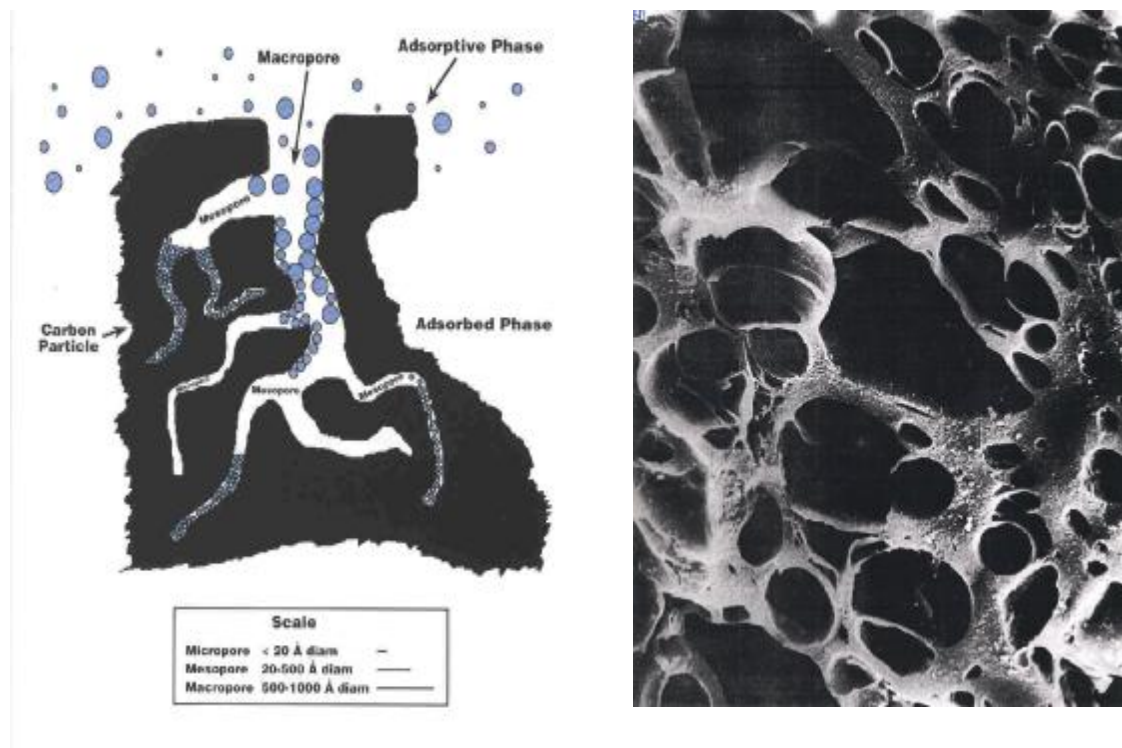 Adsorptive Phase
Macropore
Mesopore
Carbon
Particle
Adsorbed Phase
Mesopore
Mesopore
Scale
Micropore < 20 Å diam
Mesopore 20-500 Å diam
Macropore 500-1000 Å diam